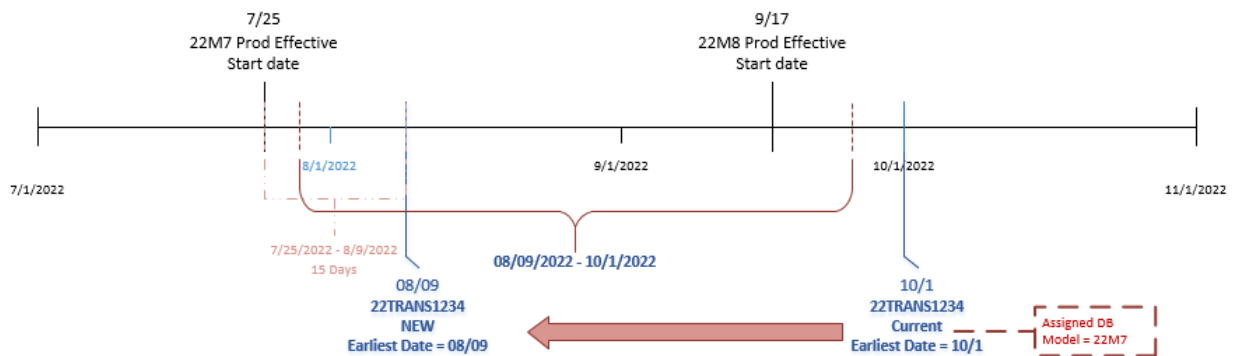 7/25
22M7 Prod Effective
Start date
9/17
22M8 Prod Effective
Start date
7/1/2022
8/1/2022
9/1/2022
10/1/2022
11/1/2022
7/25/2022 - 8/9/2022
15 Days
08/09/2022 - 10/1/2022
08/09
22TRANS1234
NEW
Earliest Date = 08/09
10/1
22TRANS1234
Current
Earliest Date = 10/1
Assigned DB
Model = 22M7